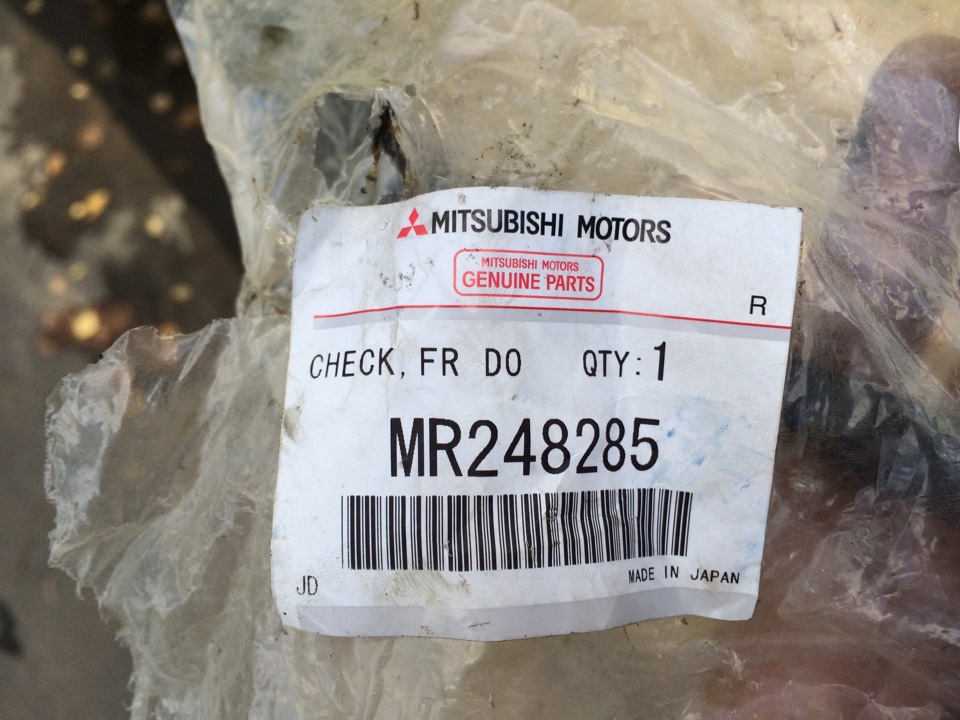 MITSUBISHI MOTORS
MITSUBISHI MOTORS
GENUINE PARTS
R
CHECK, FR DO QTY: 1
MR248285
JD MADE IN JAPAN